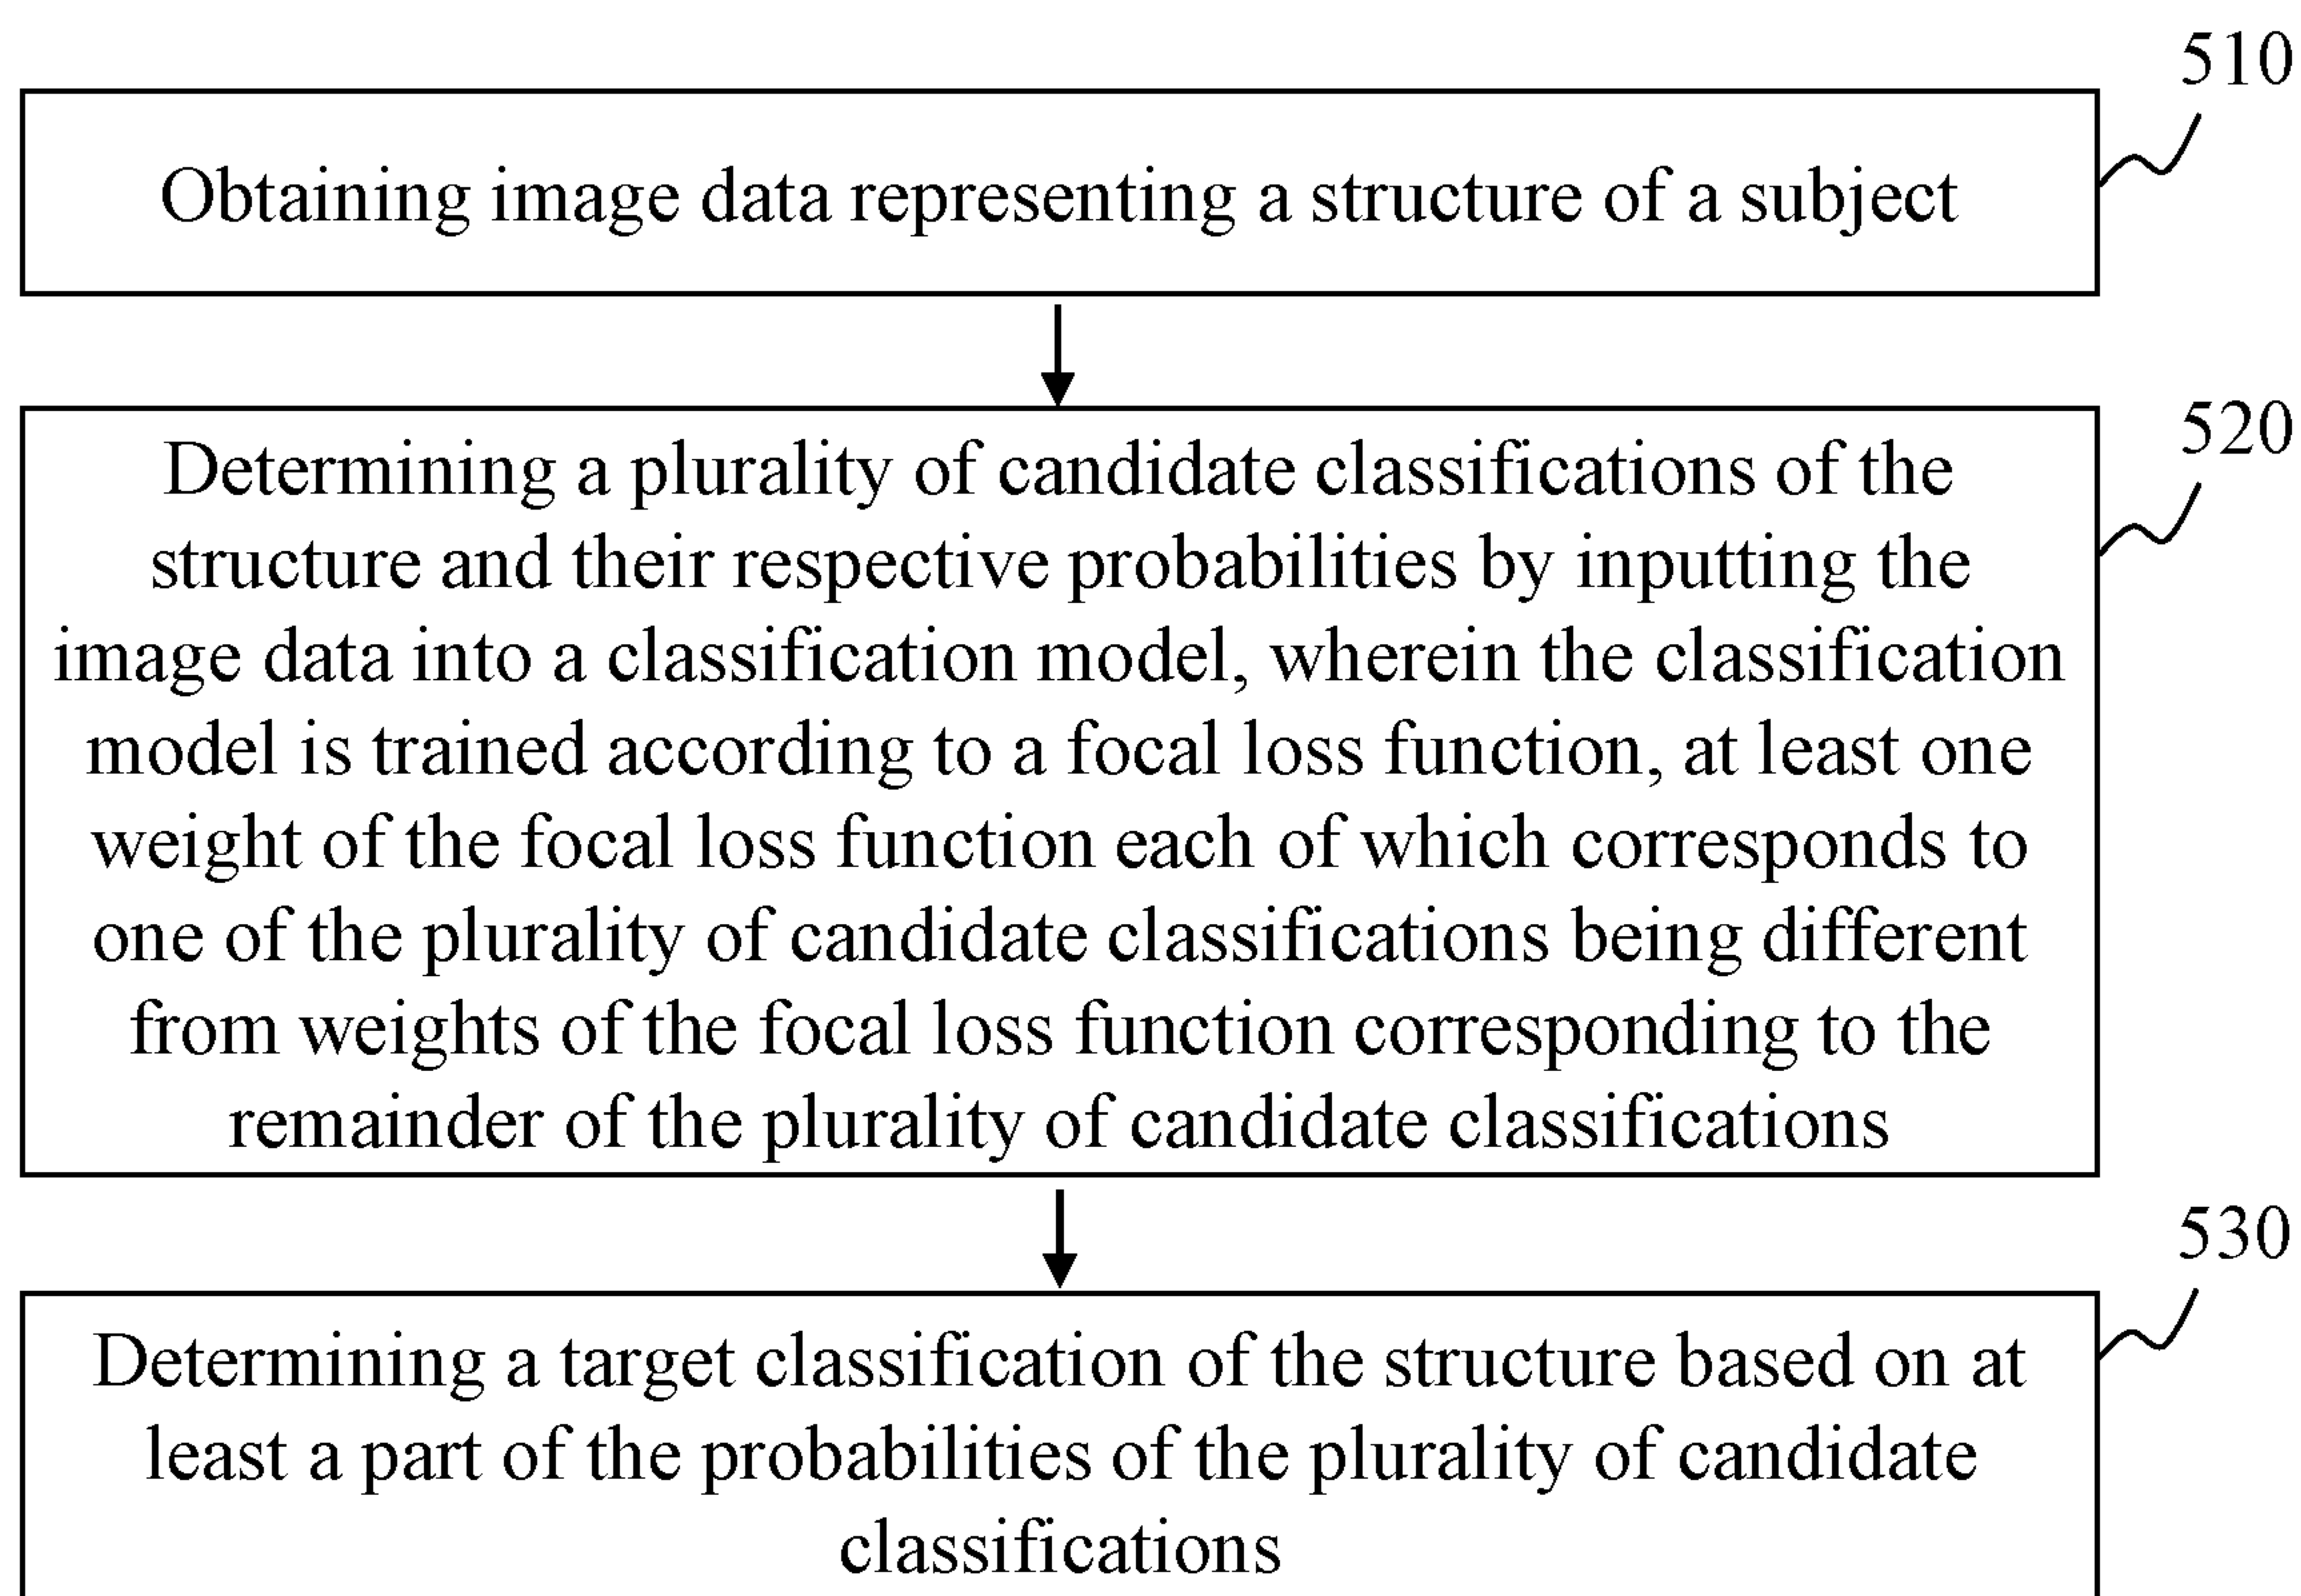 510
Obtaining image data representing a structure of a subject
520
Determining a plurality of candidate classifications of the
structure and their respective probabilities by inputting the
image data into a classification model, wherein the classification
model is trained according to a focal loss function, at least one
weight of the focal loss function each of which corresponds to
one of the plurality of candidate classifications being different
from weights of the focal loss function corresponding to the
remainder of the plurality of candidate classifications
530
Determining a target classification of the structure based on at
least a part of the probabilities of the plurality of candidate
classifications